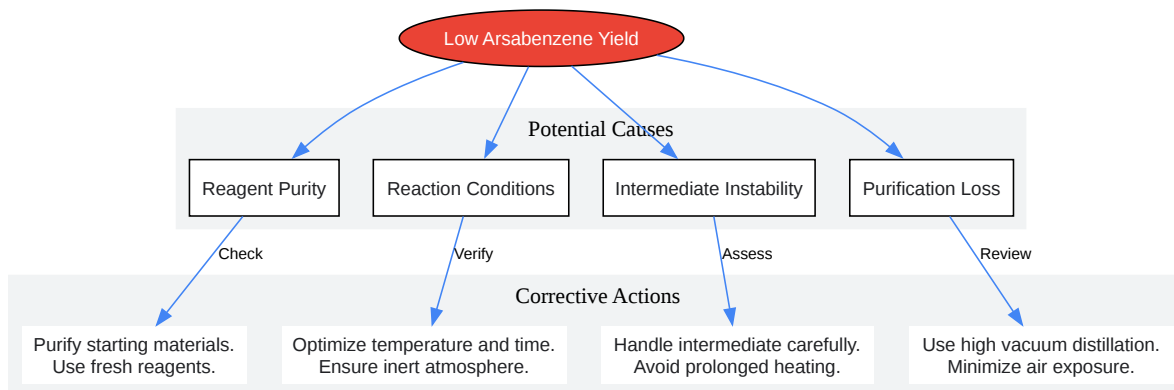 Low Arsabenzene Yield
Potential Causes
Reagent Purity
Reaction Conditions
Intermediate Instability
Purification Loss
Check
Verify
Assess
Review
Corrective Actions
Purify starting materials.
Use fresh reagents.
Optimize temperature and time.
Ensure inert atmosphere.
Handle intermediate carefully.
Avoid prolonged heating.
Use high vacuum distillation.
Minimize air exposure.